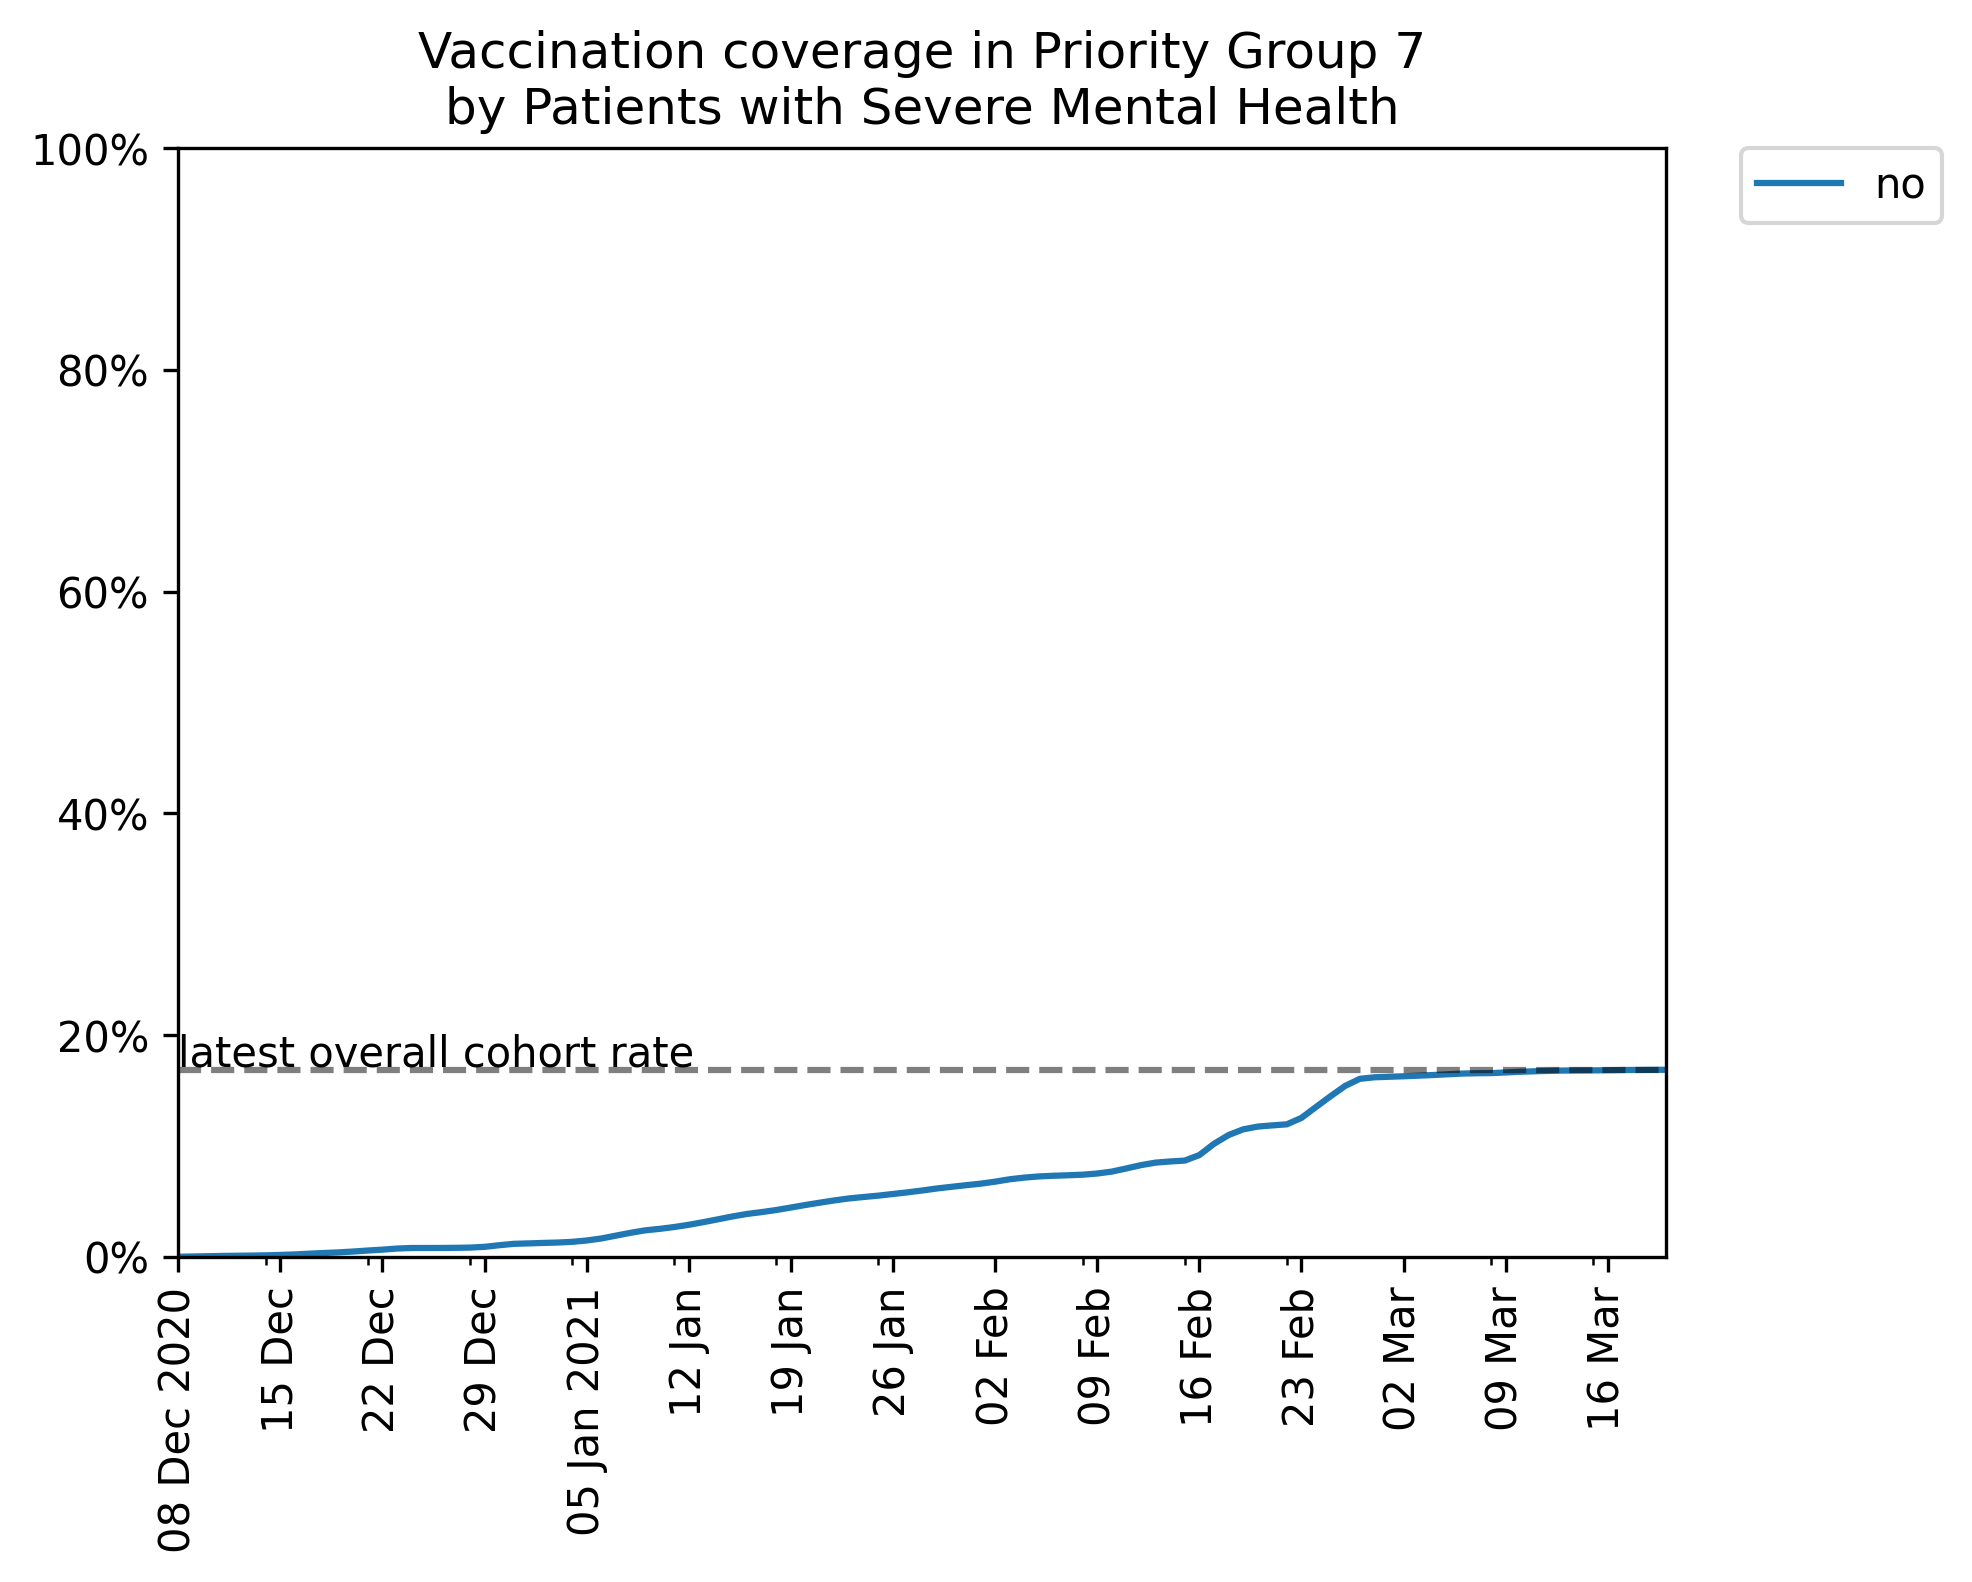 Vaccination coverage in Priority Group 7
by Patients with Severe Mental Health
100%
80%
60%
40%
20%
0%
latest overall cohort rate
no
08 Dec 2020
15 Dec
22 Dec
29 Dec
05 Jan 2021
12 Jan
19 Jan
26 Jan
02 Feb
09 Feb
16 Feb
23 Feb
02 Mar
09 Mar
16 Mar